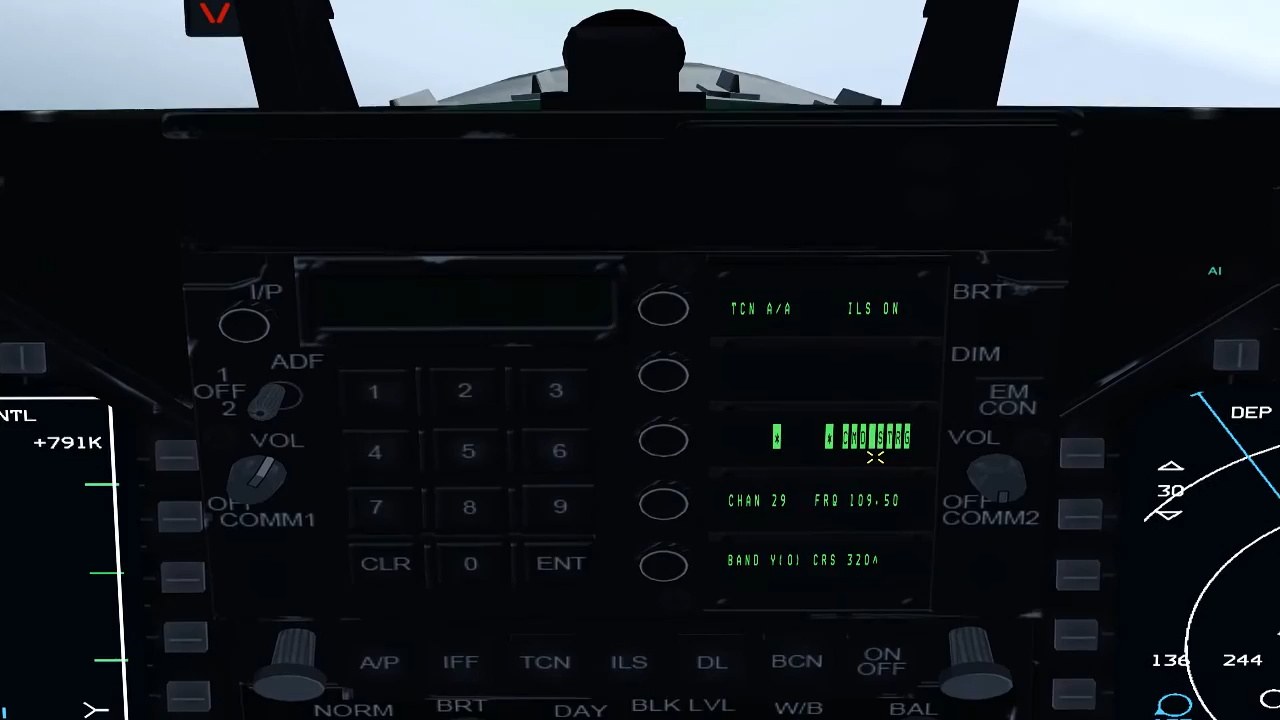 AI
I/P
TCN A/A ILS ON
BRT
ADF
1
OFF
2
DIM
EM
CON
1 2 3
DEP
NTL
+791K
VOL
* * CMD STRG
VOL
4 5 6
30
CHAN 29 FRQ 109.50
OFF
COMM1
7 8 9
OFF
COMM2
BAND Y(0) CRS 320^
CLR 0 ENT
A/P IFF TCN ILS DL BCN ON
OFF
136 244
NORM BRT DAY BLK LVL W/B BAL